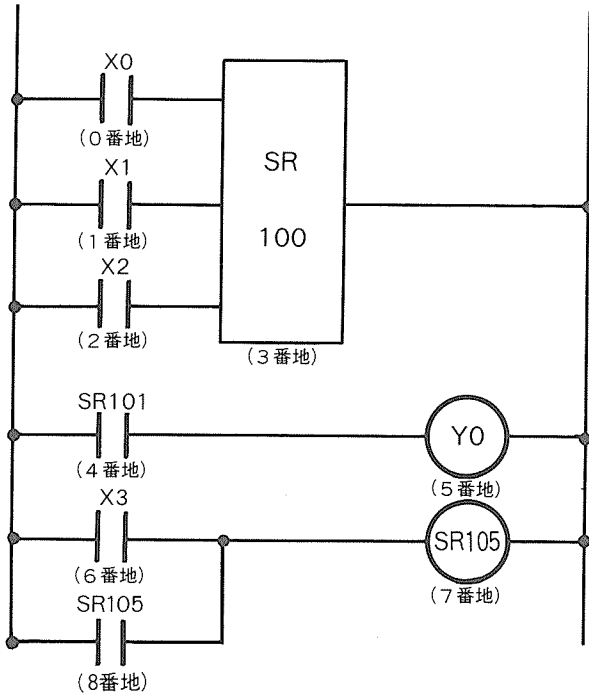 X0
(0番地)
X1
(1番地)
X2
(2番地)
SR
100
(3番地)
SR101
(4番地)
Y0
(5番地)
X3
(6番地)
SR105
(7番地)
SR105
(8番地)